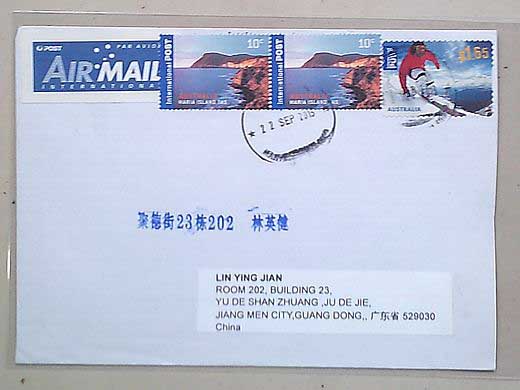 POST
PAR AVION
AIR MAIL
INTERNATIONAL
International POST
10c
AUSTRALIA
MARIA ISLAND TAS
International POST
10c
AUSTRALIA
MARIA ISLAND
$1.65
AUSTRALIA
★ 22 SEP 2015
聚德街23栋202 林英健
LIN YING JIAN
ROOM 202, BUILDING 23,
YU DE SHAN ZHUANG ,JU DE JIE,
JIANG MEN CITY,GUANG DONG,, 广东省 529030
China